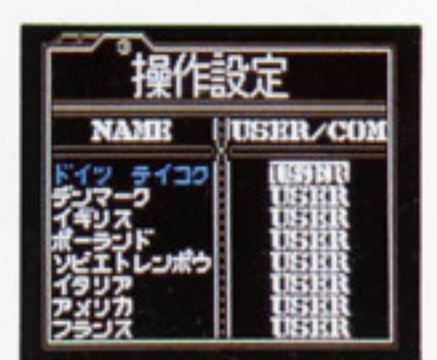 操作設定
NAME USER/COM
ドイツ テイコク USER
デンマーク USER
イギリス USER
ポーランド USER
ソビエトレンポウ USER
イタリア USER
アメリカ USER
フランス USER